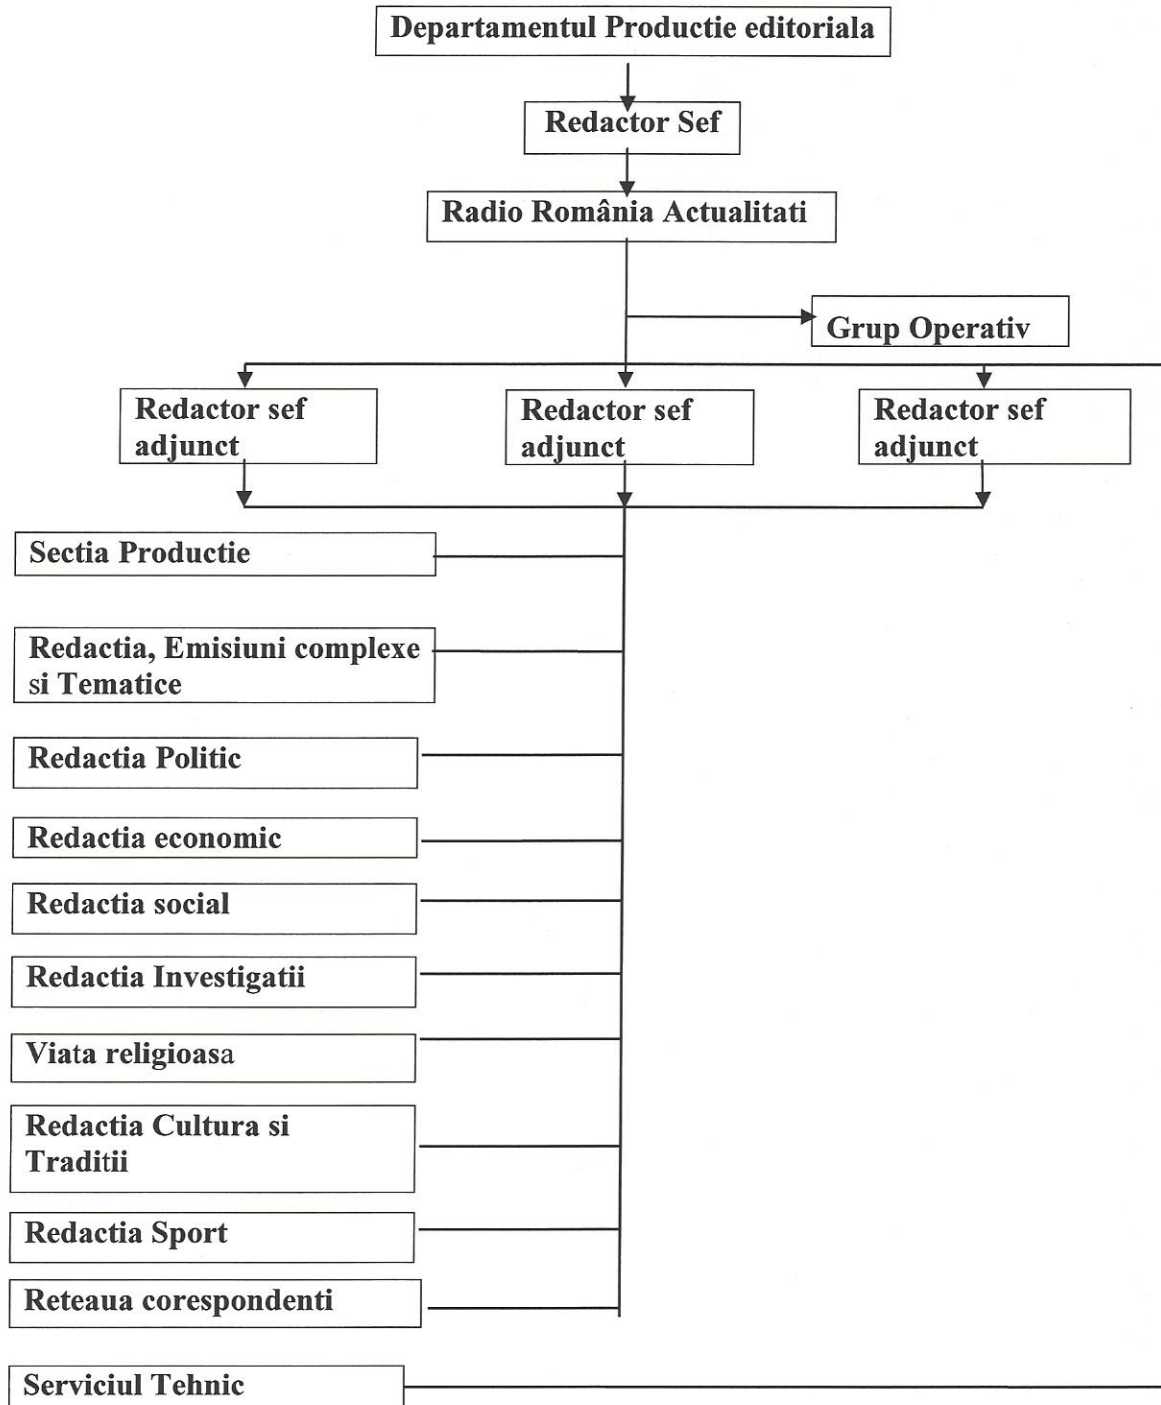 Departamentul Productie editoriala
Redactor Sef
Radio România Actualitati
Grup Operativ
Redactor sef
adjunct
Redactor sef
adjunct
Redactor sef
adjunct
Sectia Productie
Redactia, Emisiuni complexe
si Tematice
Redactia Politic
Redactia economic
Redactia social
Redactia Investigatii
Viata religioasa
Redactia Cultura si
Traditii
Redactia Sport
Reteaua corespondenti
Serviciul Tehnic